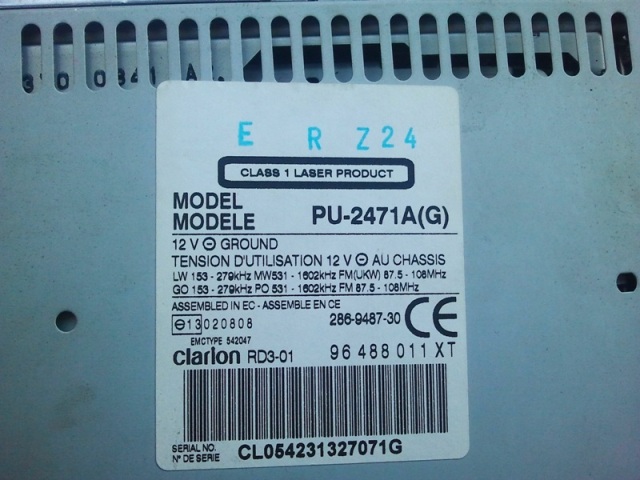 E R Z24
CLASS 1 LASER PRODUCT
MODEL
MODELE PU-2471A(G)
12 V ⊖ GROUND
TENSION D'UTILISATION 12 V ⊖ AU CHASSIS
LW 153 - 279kHz MW531 - 1602kHz FM(UKW) 87.5 - 108MHz
GO 153 - 279kHz PO 531 - 1602kHz FM 87.5 - 108MHz
ASSEMBLED IN EC - ASSEMBLE EN CE
⊖13 020808 286-9487-30 CE
EMCTYPE 542047
clarion RD3-01 96 488 011 XT
SERIAL NO.
N° DE SERIE CL054231327071G